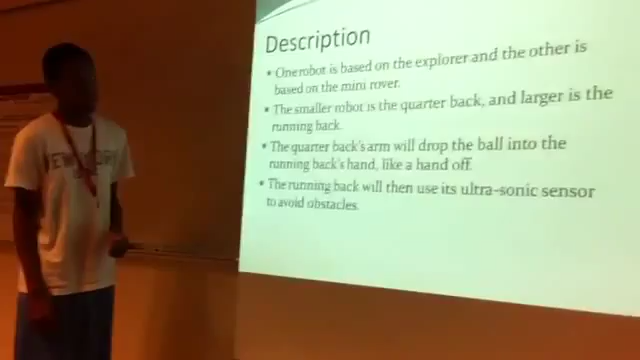 Description
• One robot is based on the explorer and the other is
based on the mini rover.
• The smaller robot is the quarter back, and larger is the
running back.
• The quarter back's arm will drop the ball into the
running back's hand, like a hand off.
• The running back will then use its ultra-sonic sensor
to avoid obstacles.